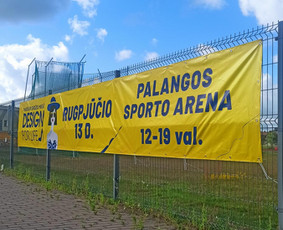 DESIGN
RUGPJŪČIO
13 D.
PALANGOS
SPORTO ARENA
12-19 val.